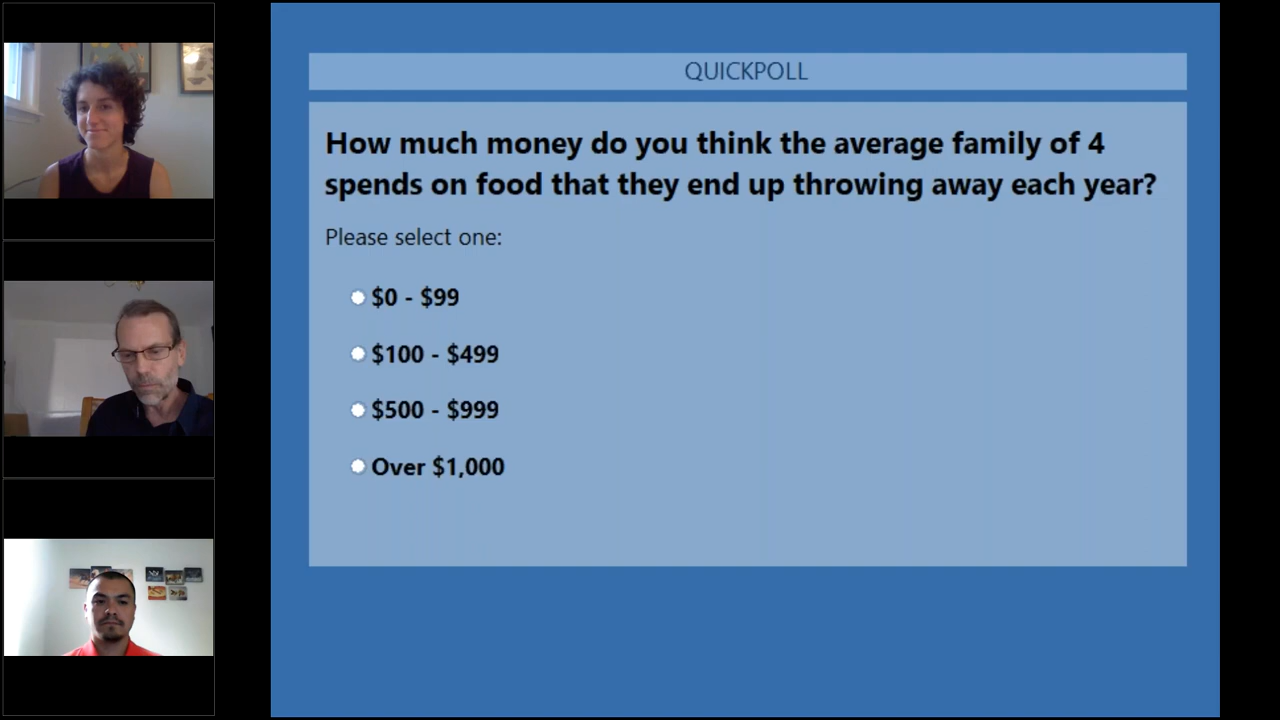 QUICKPOLL
How much money do you think the average family of 4
spends on food that they end up throwing away each year?
Please select one:
$0 - $99
$100 - $499
$500 - $999
Over $1,000